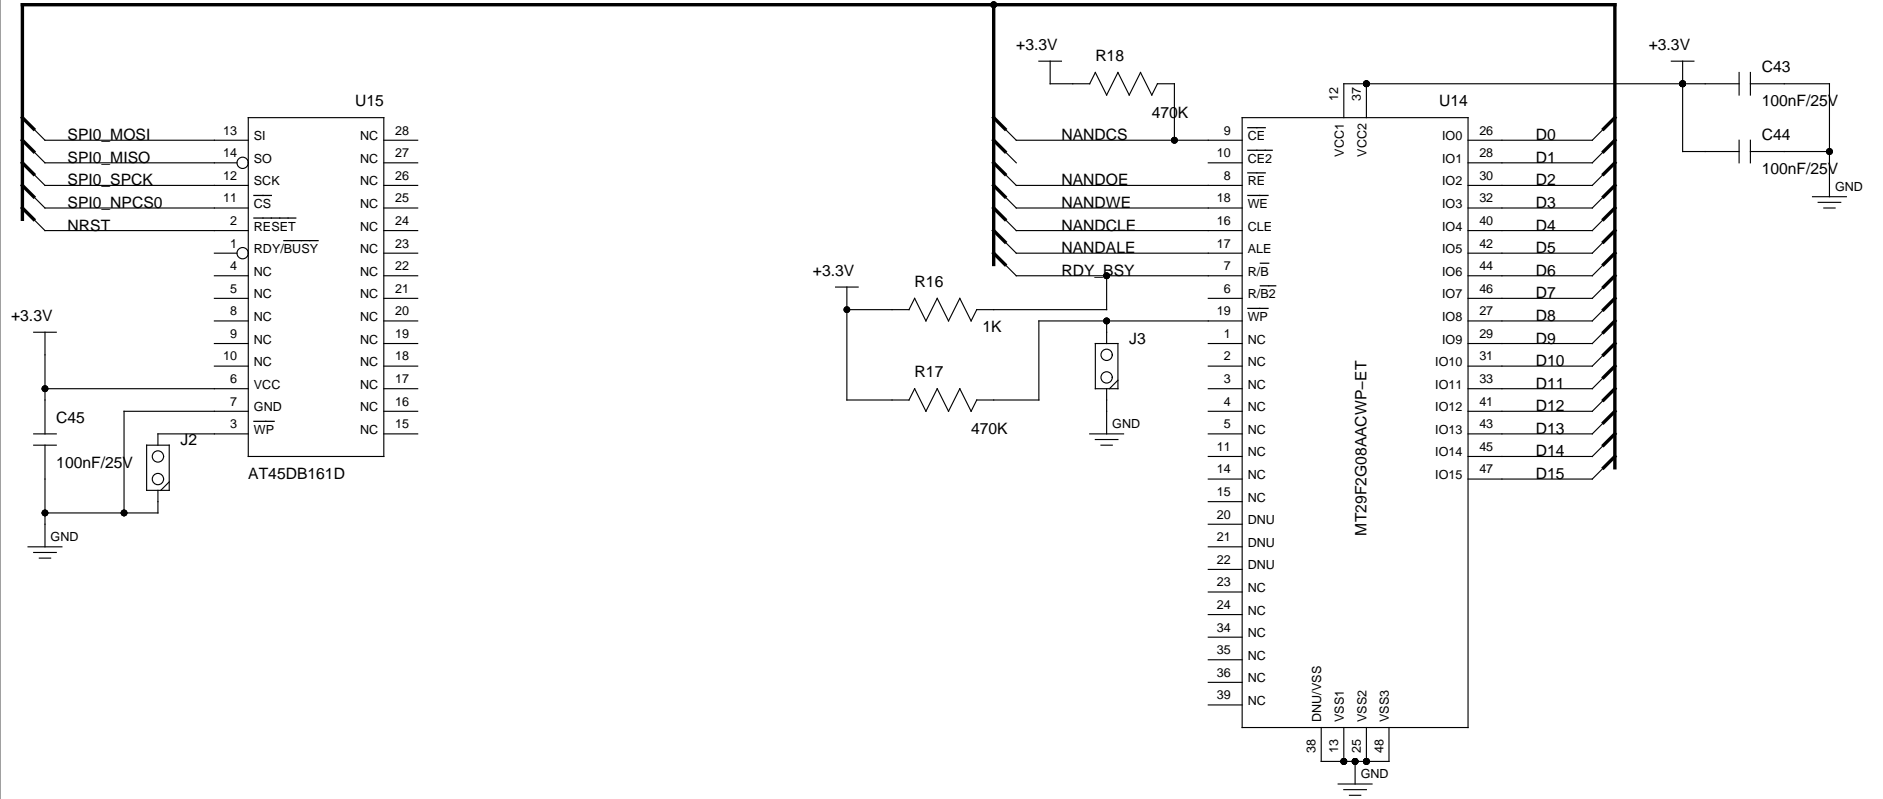 +3.3V
R18
470K
+3.3V
C43
100nF/25V
C44
100nF/25V
GND
U15
SPI0_MOSI 13 SI NC 28
SPI0_MISO 14 SO NC 27
SPI0_SPCK 12 SCK NC 26
SPI0_NPCS0 11 CS NC 25
NRST 2 RESET NC 24
1 RDY/BUSY NC 23
4 NC NC 22
5 NC NC 21
8 NC NC 20
9 NC NC 19
10 NC NC 18
6 VCC NC 17
7 GND NC 16
3 WP NC 15
AT45DB161D
+3.3V
C45
100nF/25V
J2
GND
+3.3V
R16
1K
R17
470K
J3
GND
U14
12 37
VCC1 VCC2
NANDCS 9 CE IO0 26 D0
10 CE2 IO1 28 D1
NANDOE 8 RE IO2 30 D2
NANDWE 18 WE IO3 32 D3
NANDCLE 16 CLE IO4 40 D4
NANDALE 17 ALE IO5 42 D5
RDY_BSY 7 R/B IO6 44 D6
6 R/B2 IO7 46 D7
19 WP IO8 27 D8
1 NC IO9 29 D9
2 NC IO10 31 D10
3 NC IO11 33 D11
4 NC IO12 41 D12
5 NC IO13 43 D13
11 NC IO14 45 D14
14 NC IO15 47 D15
15 NC
20 DNU
21 DNU
22 DNU
23 NC
24 NC
34 NC
35 NC
36 NC
39 NC
MT29F2G08AACWP-ET
DNU/VSS VSS1 VSS2 VSS3
38 13 25 48
GND